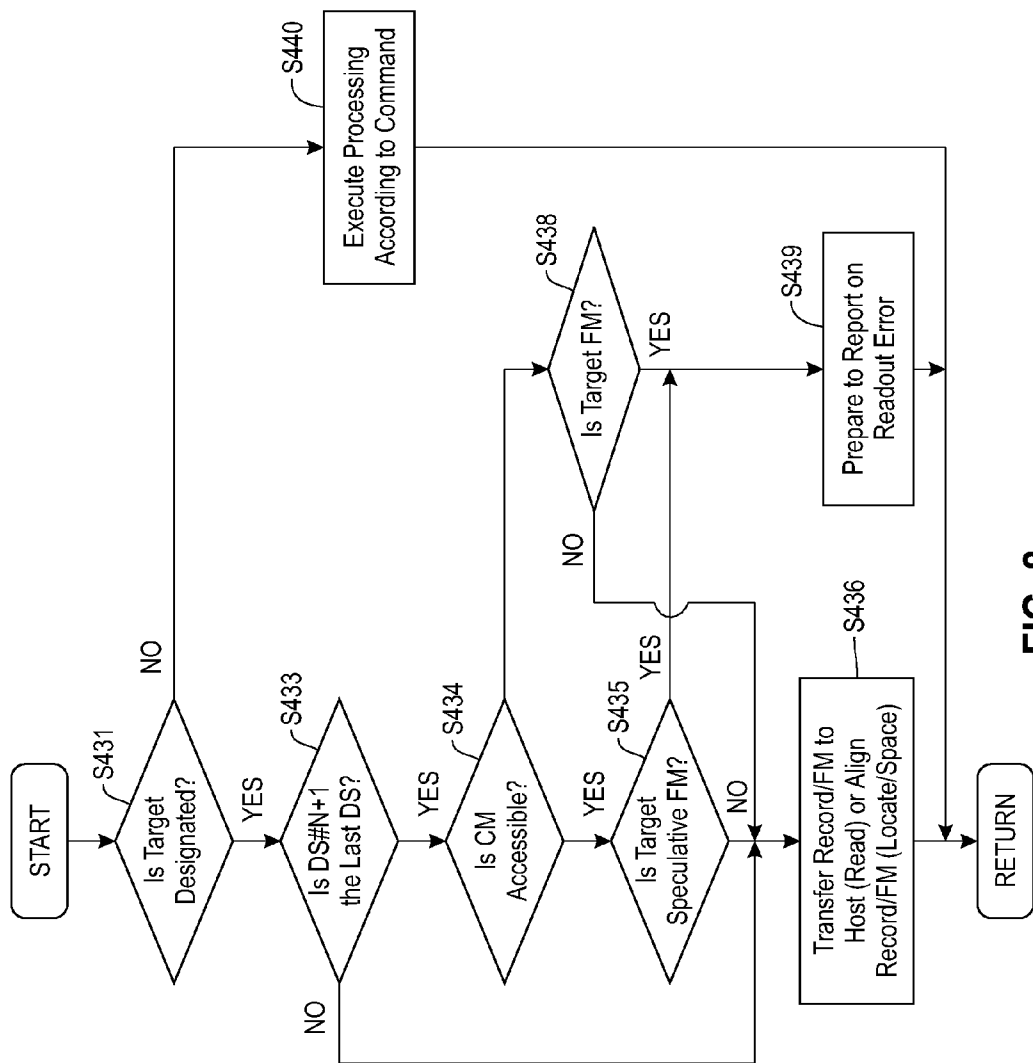 START
S431
Is Target
Designated?
NO
YES
S433
Is DS#N+1
the Last DS?
NO
YES
S434
Is CM
Accessible?
YES
S435
Is Target
Speculative FM?
YES
NO
S436
Transfer Record/FM to
Host (Read) or Align
Record/FM (Locate/Space)
RETURN
S438
Is Target FM?
NO
YES
S439
Prepare to Report on
Readout Error
S440
Execute Processing
According to Command
FIG.